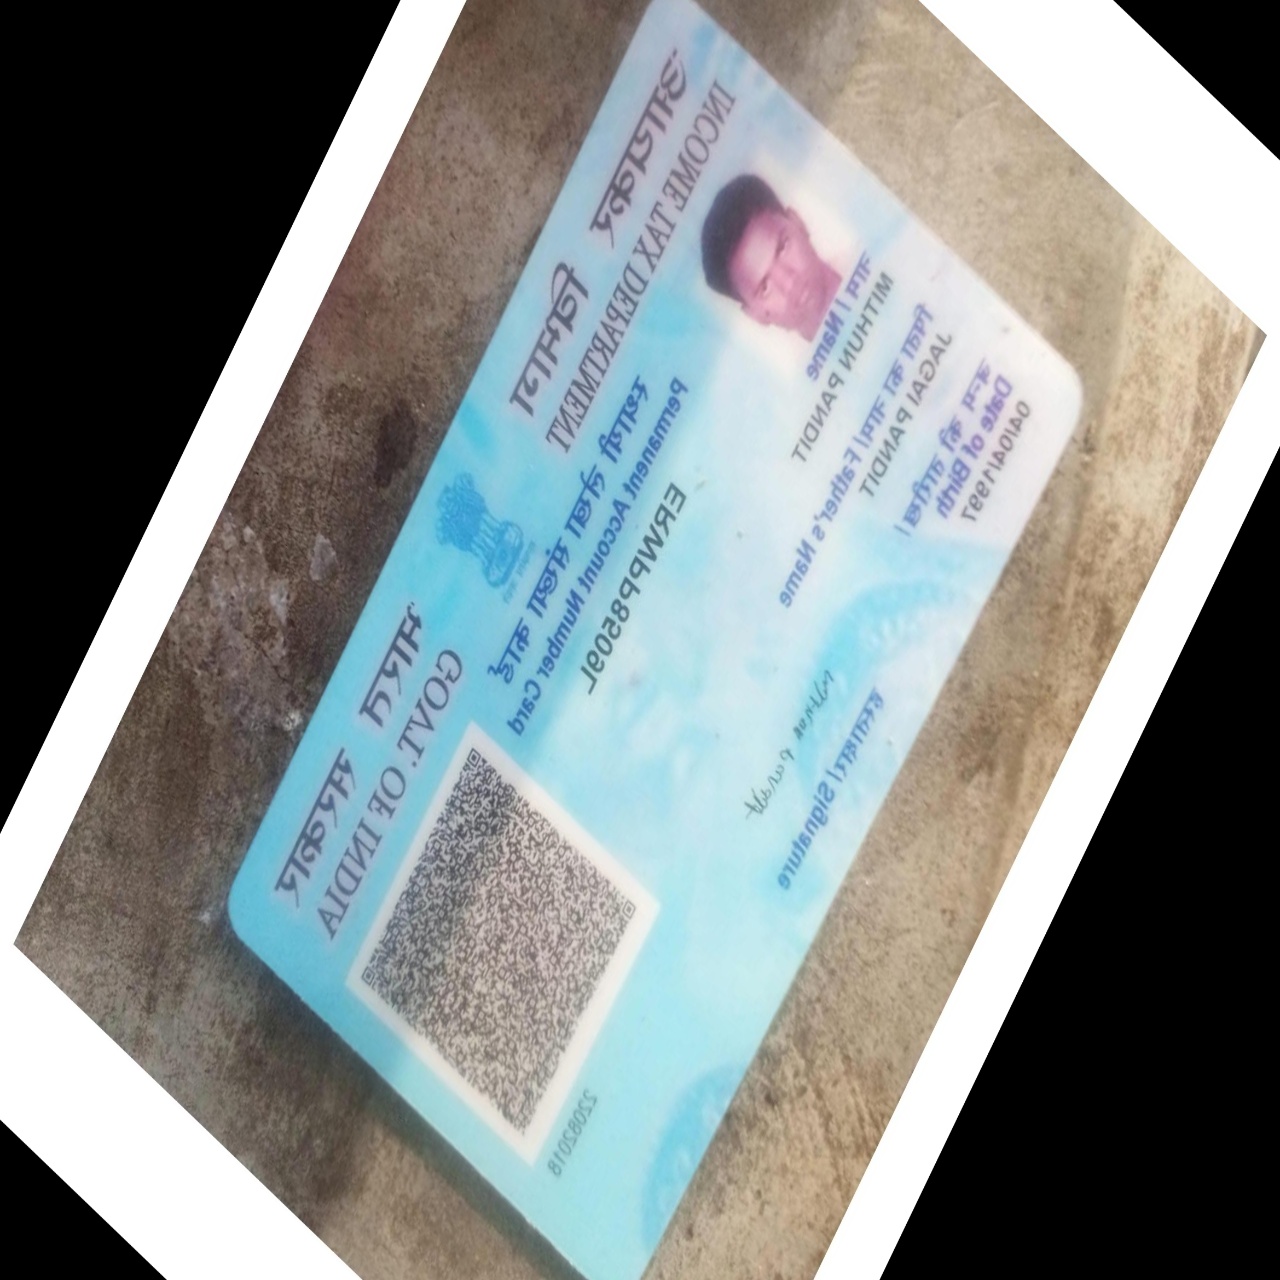 आयकर विभाग
INCOME TAX DEPARTMENT
भारत सरकार
GOVT. OF INDIA
स्थायी लेखा संख्या कार्ड
Permanent Account Number Card
ERWPP8509L
नाम / Name
MITHUN PANDIT
पिता का नाम / Father's Name
JAGAI PANDIT
जन्म की तारीख /
Date of Birth
04/04/1997
Mithun Pandit
हस्ताक्षर / Signature
22082018